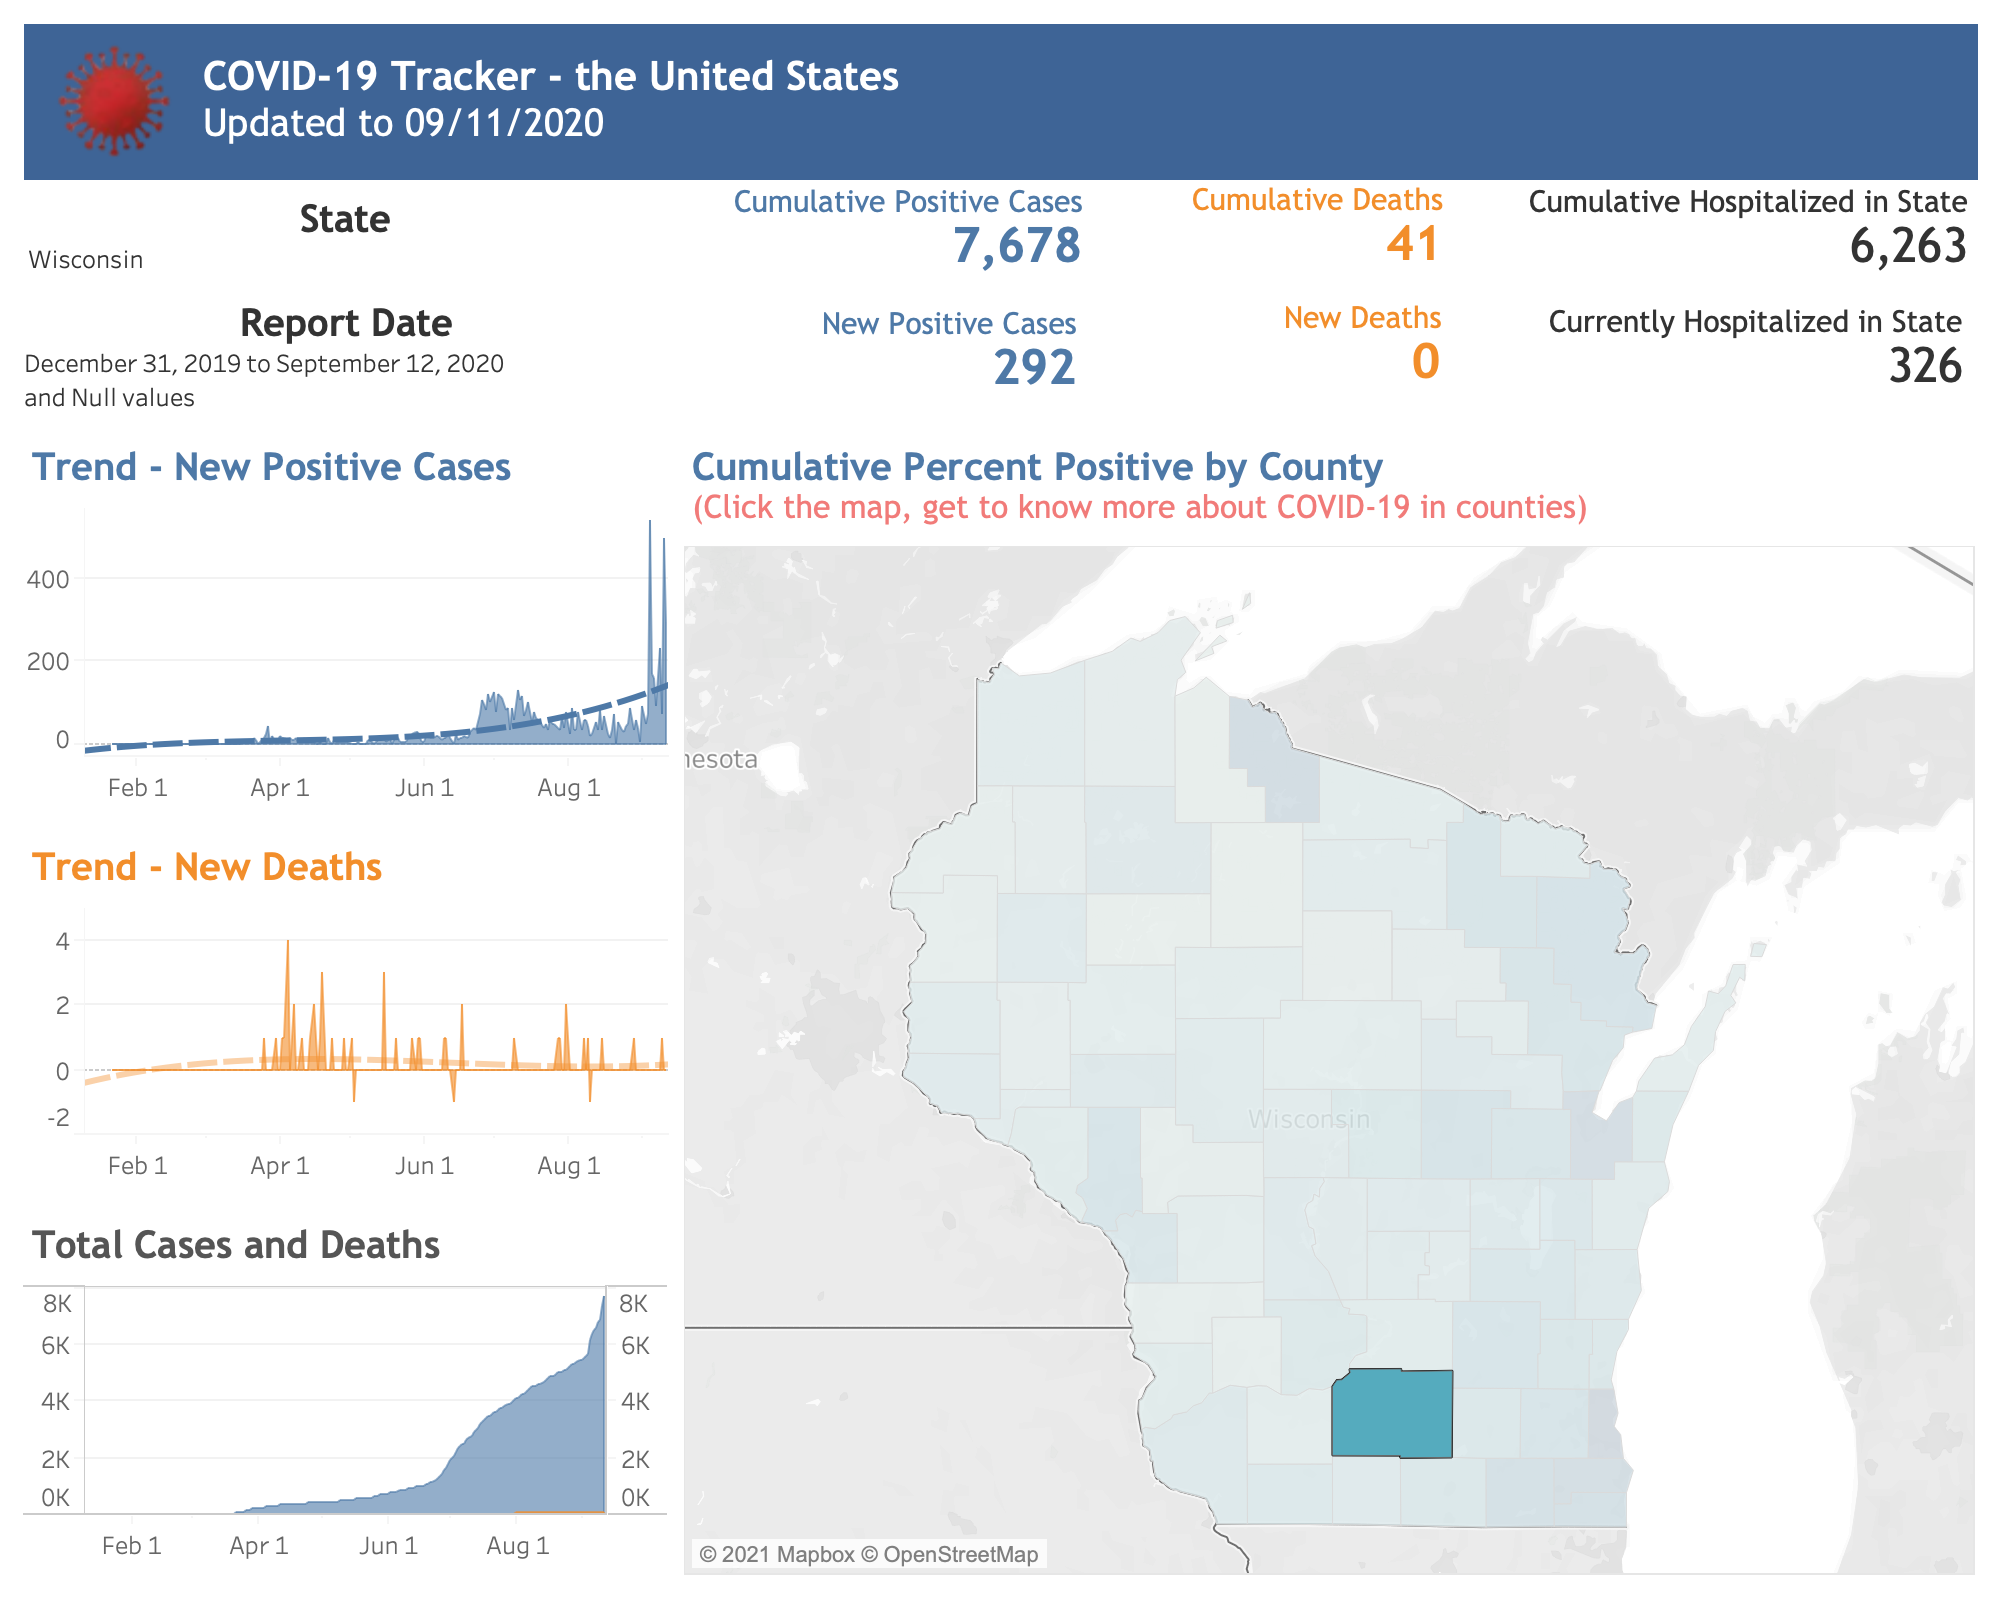 COVID-19 Tracker - the United States
Updated to 09/11/2020
State
Wisconsin
Report Date
December 31, 2019 to September 12, 2020
and Null values
Cumulative Positive Cases
7,678
Cumulative Deaths
41
Cumulative Hospitalized in State
6,263
New Positive Cases
292
New Deaths
0
Currently Hospitalized in State
326
Trend - New Positive Cases
400
200
0
Feb 1 Apr 1 Jun 1 Aug 1
Trend - New Deaths
4
2
0
-2
Feb 1 Apr 1 Jun 1 Aug 1
Total Cases and Deaths
8K 8K
6K 6K
4K 4K
2K 2K
0K 0K
Feb 1 Apr 1 Jun 1 Aug 1
Cumulative Percent Positive by County
(Click the map, get to know more about COVID-19 in counties)
nesota
Wisconsin
© 2021 Mapbox © OpenStreetMap